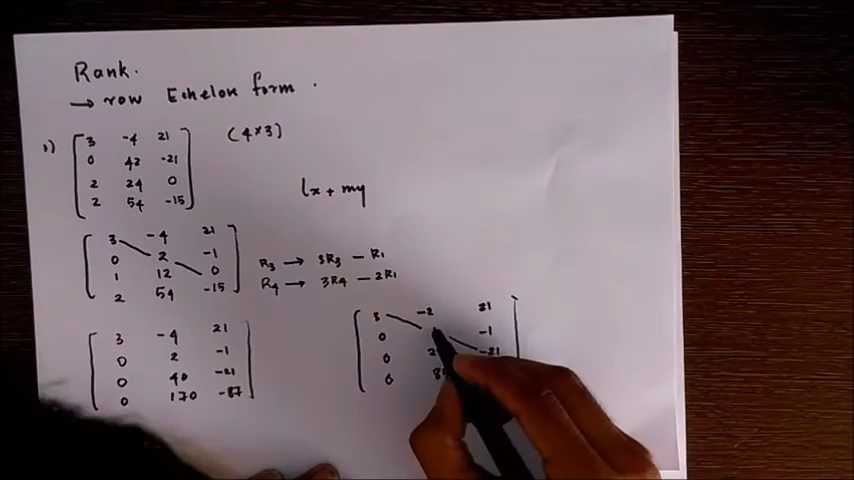 Rank.
→ row Echelon form.
1) [ 3 -4 21 (4×3)
0 42 -21
2 24 0
2 54 -15 ]
lx + my
[ 3 -4 21
0 2 -1 R3 → 3R3 - R1
1 12 0 R4 → 3R4 - 2R1
2 54 -15 ]
[ 3 -4 21
0 2 -1
0 40 -21
0 170 -87 ]
[ 3 -2 21
0 -1
0 -21
0 ]